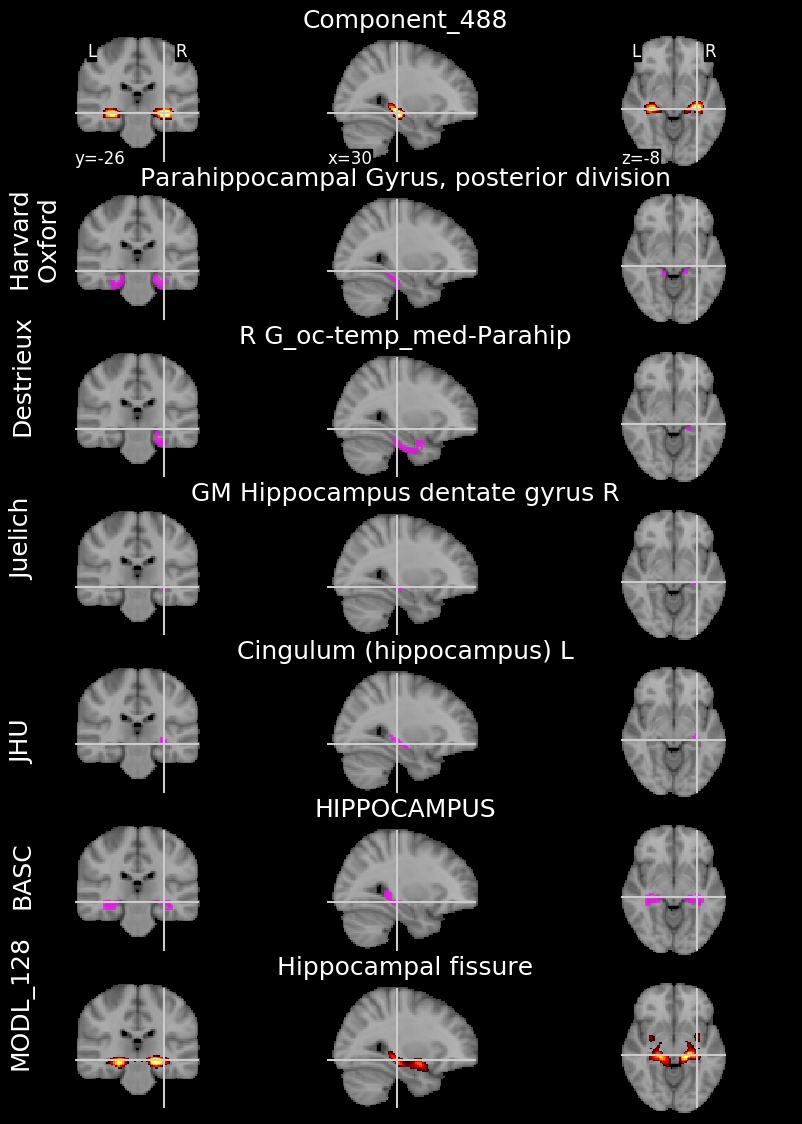 Component_488
L R
L R
y=-26 x=30 z=-8
Parahippocampal Gyrus, posterior division
Harvard
Oxford
R G_oc-temp_med-Parahip
Destrieux
GM Hippocampus dentate gyrus R
Juelich
Cingulum (hippocampus) L
JHU
HIPPOCAMPUS
BASC
Hippocampal fissure
MODL_128